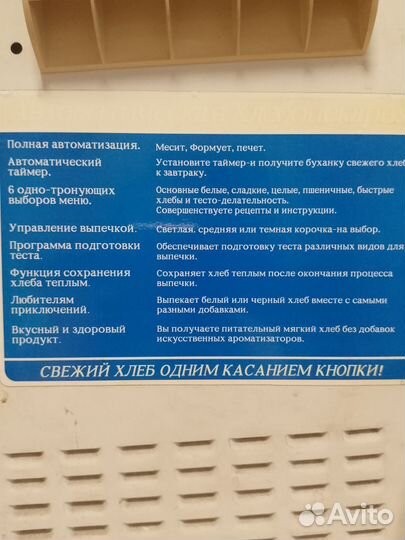 Полная автоматизация. Месит, Формует, печет.
Автоматический таймер. Установите таймер-и получите буханку свежего хлеб
к завтраку.
6 одно-тронующих выборов меню. Основные белые, сладкие, целые, пшеничные, быстрые
хлебы и тесто-делательность.
Совершенствуете рецепты и инструкции.
Управление выпечкой. Светлая, средняя или темная корочка-на выбор.
Программа подготовки теста. Обеспечивает подготовку теста различных видов для
выпечки.
Функция сохранения хлеба теплым. Сохраняет хлеб теплым после окончания процесса
выпечки.
Любителям приключений. Выпекает белый или черный хлеб вместе с самыми
разными добавками.
Вкусный и здоровый продукт. Вы получаете питательный мягкий хлеб без добавок
искусственных ароматизаторов.
СВЕЖИЙ ХЛЕБ ОДНИМ КАСАНИЕМ КНОПКИ!
Avito